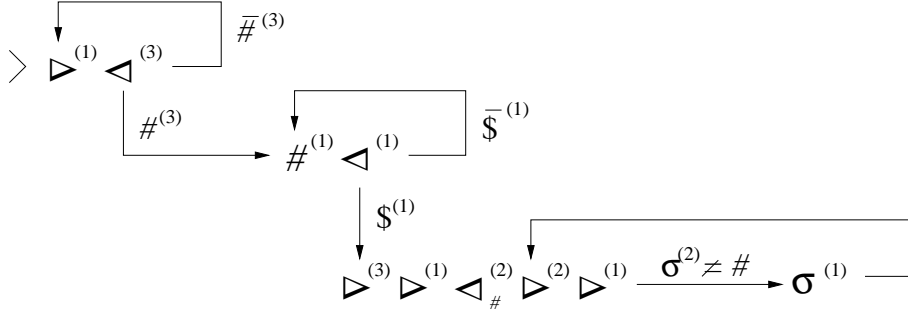 #̅ (3)
> ▷(1) ◁(3)
#(3)
$̅ (1)
#(1) ◁(1)
$(1)
▷(3) ▷(1) ◁#(2) ▷(2) ▷(1) σ(2) ≠ # σ(1)